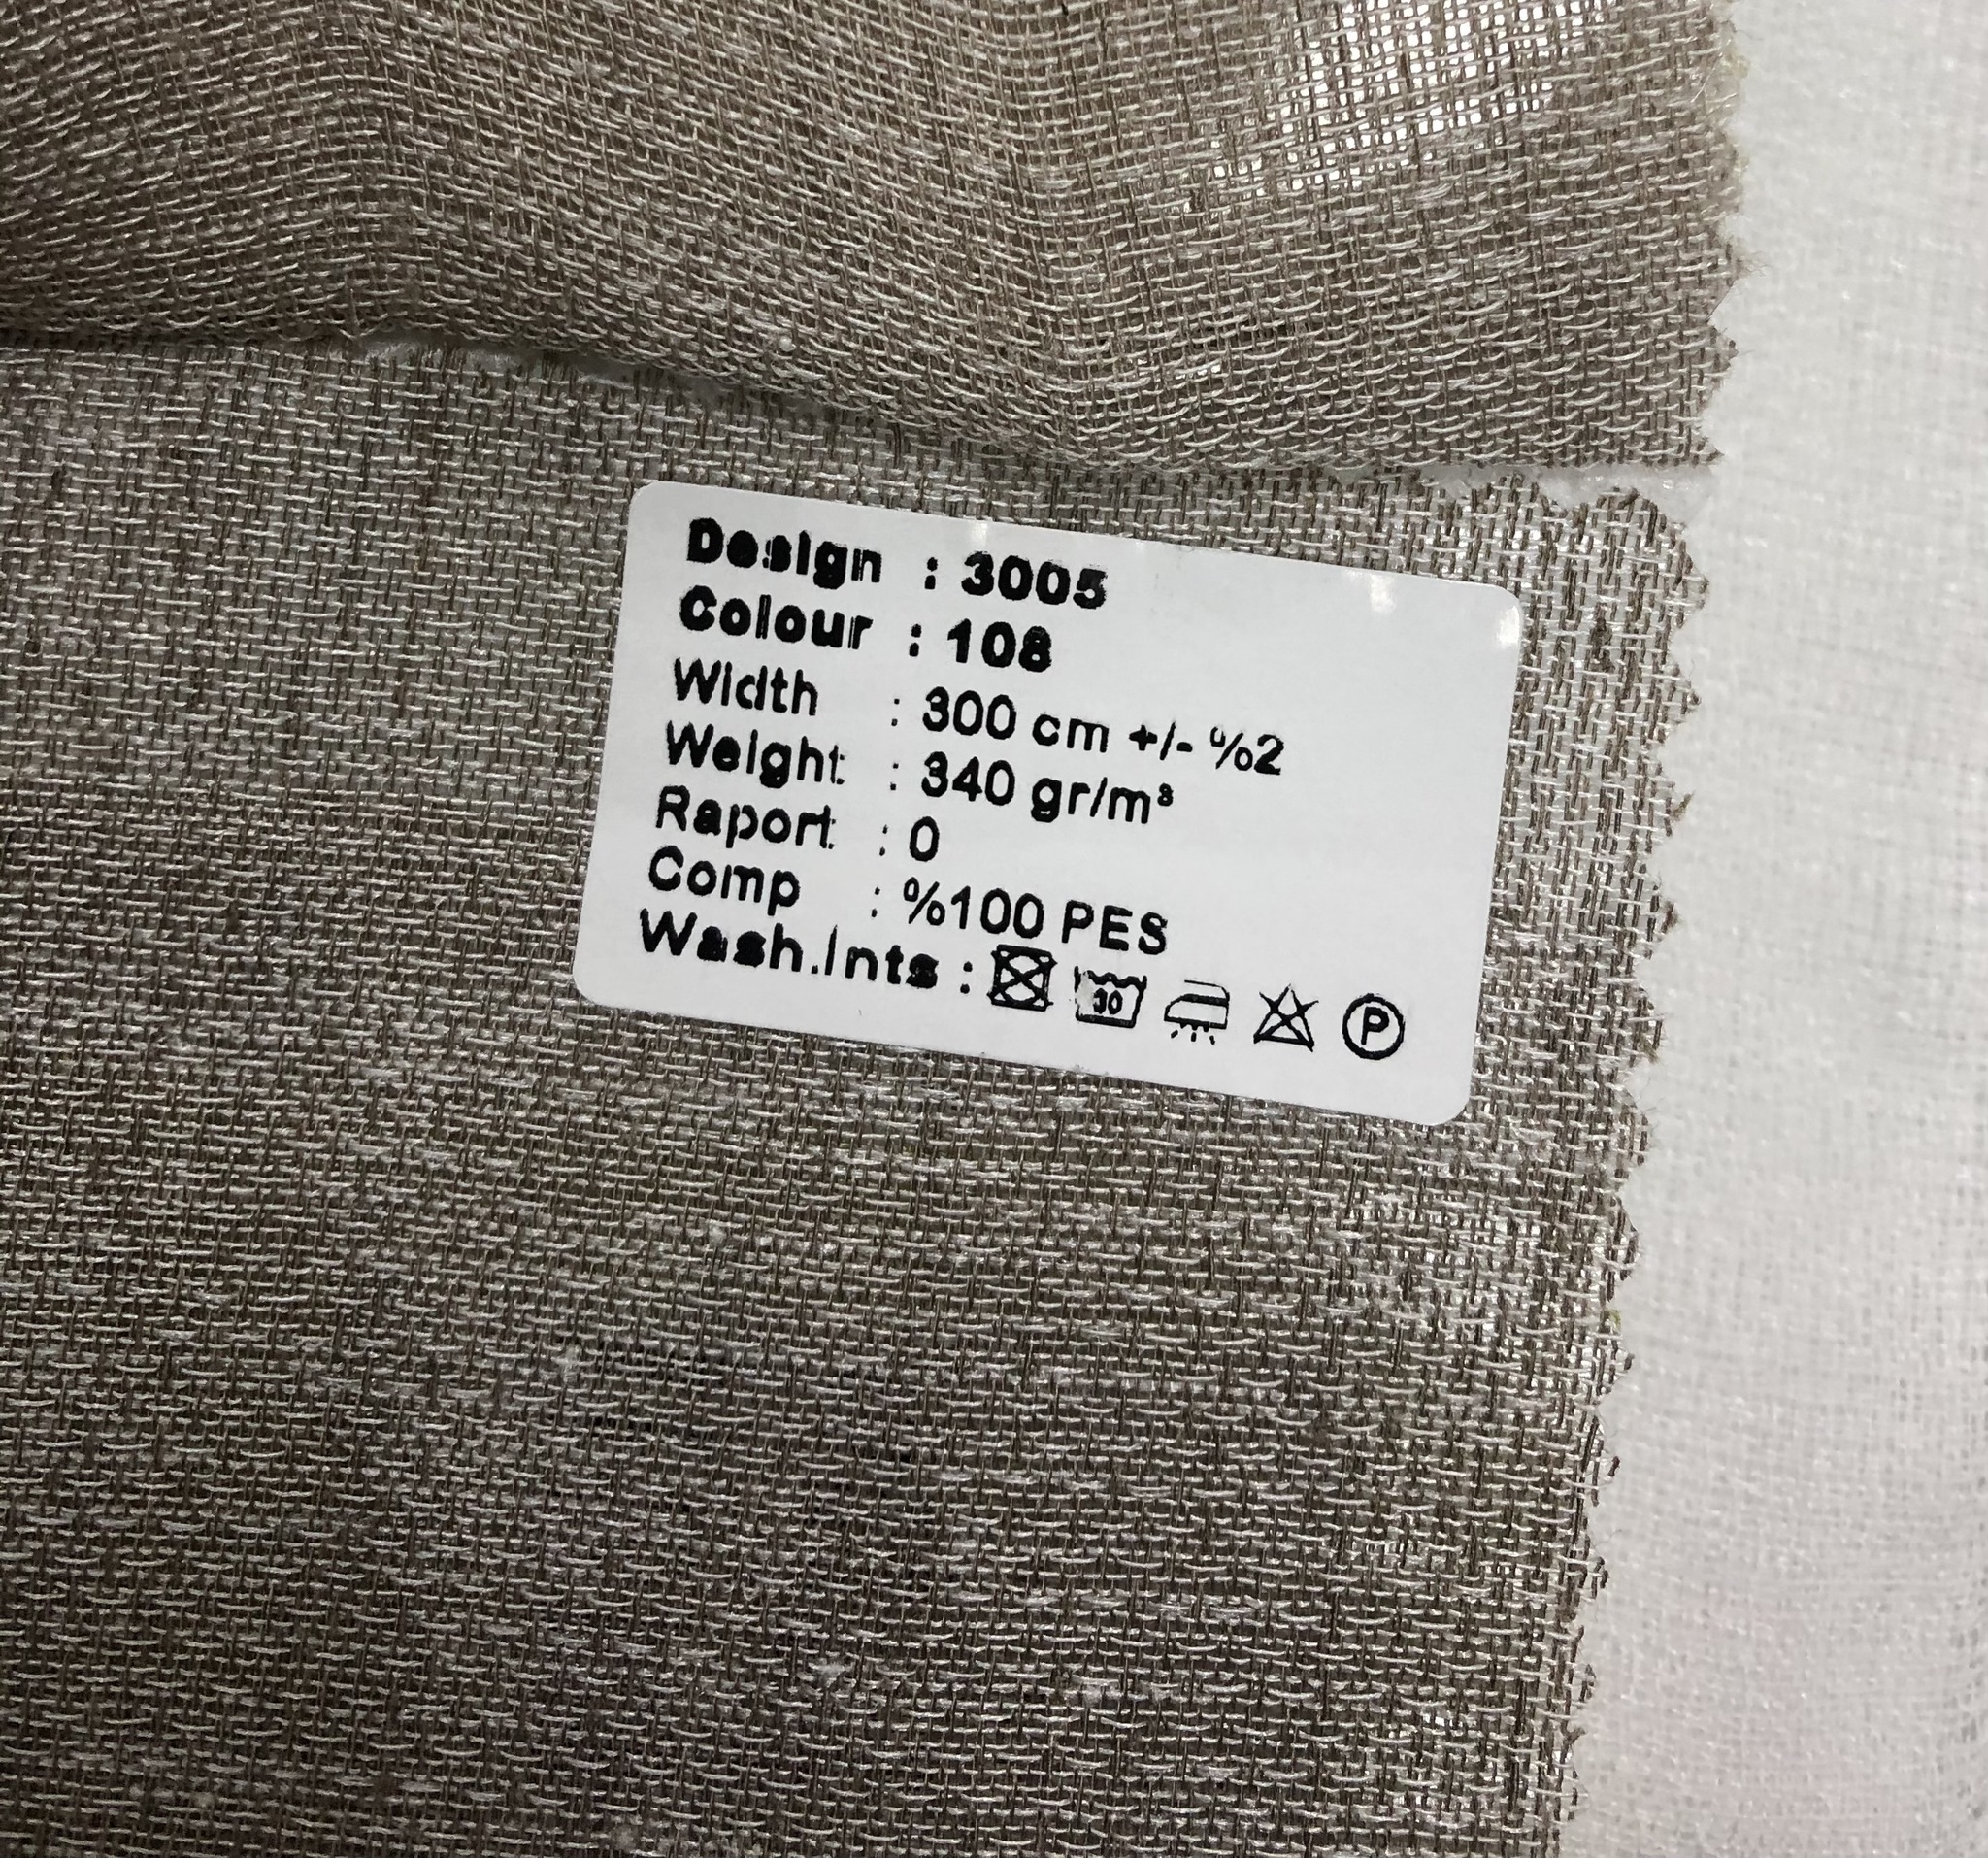 Design : 3005
Colour : 108
Width : 300 cm +/- %2
Weight : 340 gr/m³
Raport : 0
Comp : %100 PES
Wash.Ints : 30 P